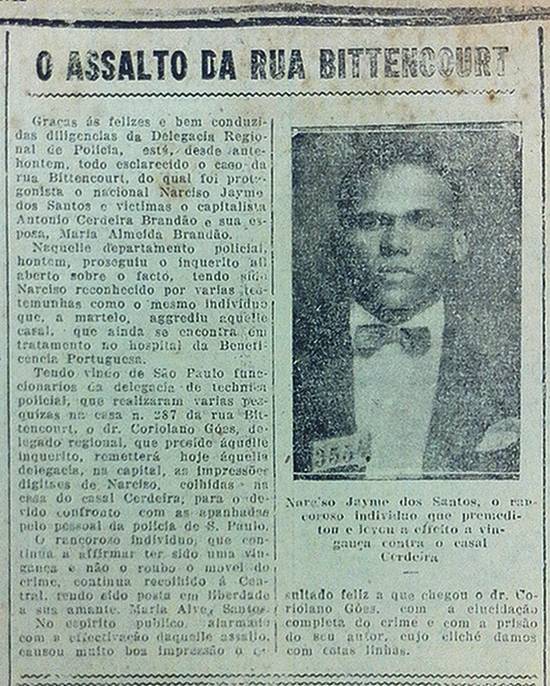 O ASSALTO DA RUA BITTENCOURT
Graças ás felizes e bem conduzi-
das diligencias da Delegacia Regio-
nal de Policia, está, desde ante-
hontem, todo esclarecido o caso da
rua Bittencourt, do qual foi prota-
gonista o nacional Narciso Jayme
dos Santos e victimas o capitalista
Antonio Cerdeira Brandão e sua es-
posa, Maria Almeida Brandão.
Naquelle departamento policial,
hontem, proseguiu o inquerito all
aberto sobre o facto, tendo sido
Narciso reconhecido por varias tes-
temunhas como o mesmo individuo
que, a martelo, aggrediu aquelle
casal, que ainda se encontra em
tratamento no hospital da Benefi-
cencia Portuguesa.
Tendo vindo de São Paulo func-
cionarios da delegacia de technica
policial, que realizaram varias pes-
quizas na casa n. 287 da rua Bit-
tencourt, o dr. Coriolano Góes, de-
legado regional, que preside áquelle
inquerito, remetterá hoje áquella
delegacia, na capital, as impressões
digitaes de Narciso, colhidas na
casa do casal Cerdeira, para o de-
vido confronto com as apanhadas
pelo pessoal da policia de S. Paulo.
O rancoroso individuo, que con-
tinúa a affirmar ter sido uma vin-
gança e não o roubo o movel do
crime, continua recolhido á Cen-
tral, tendo sido posta em liberdade
a sua amante, Maria Alves Santos.
No espirito publico, alarmado
com a effectivação daquelle assalto,
causou muito boa impressão o re-
Narciso Jayme dos Santos, o ran-
coroso individuo que premedi-
tou e levou a effeito a vin-
gança contra o casal
Cerdeira
sultado feliz a que chegou o dr. Co-
riolano Góes, com a elucidação
completa do crime e com a prisão
do seu autor, cujo cliché damos
com estas linhas.